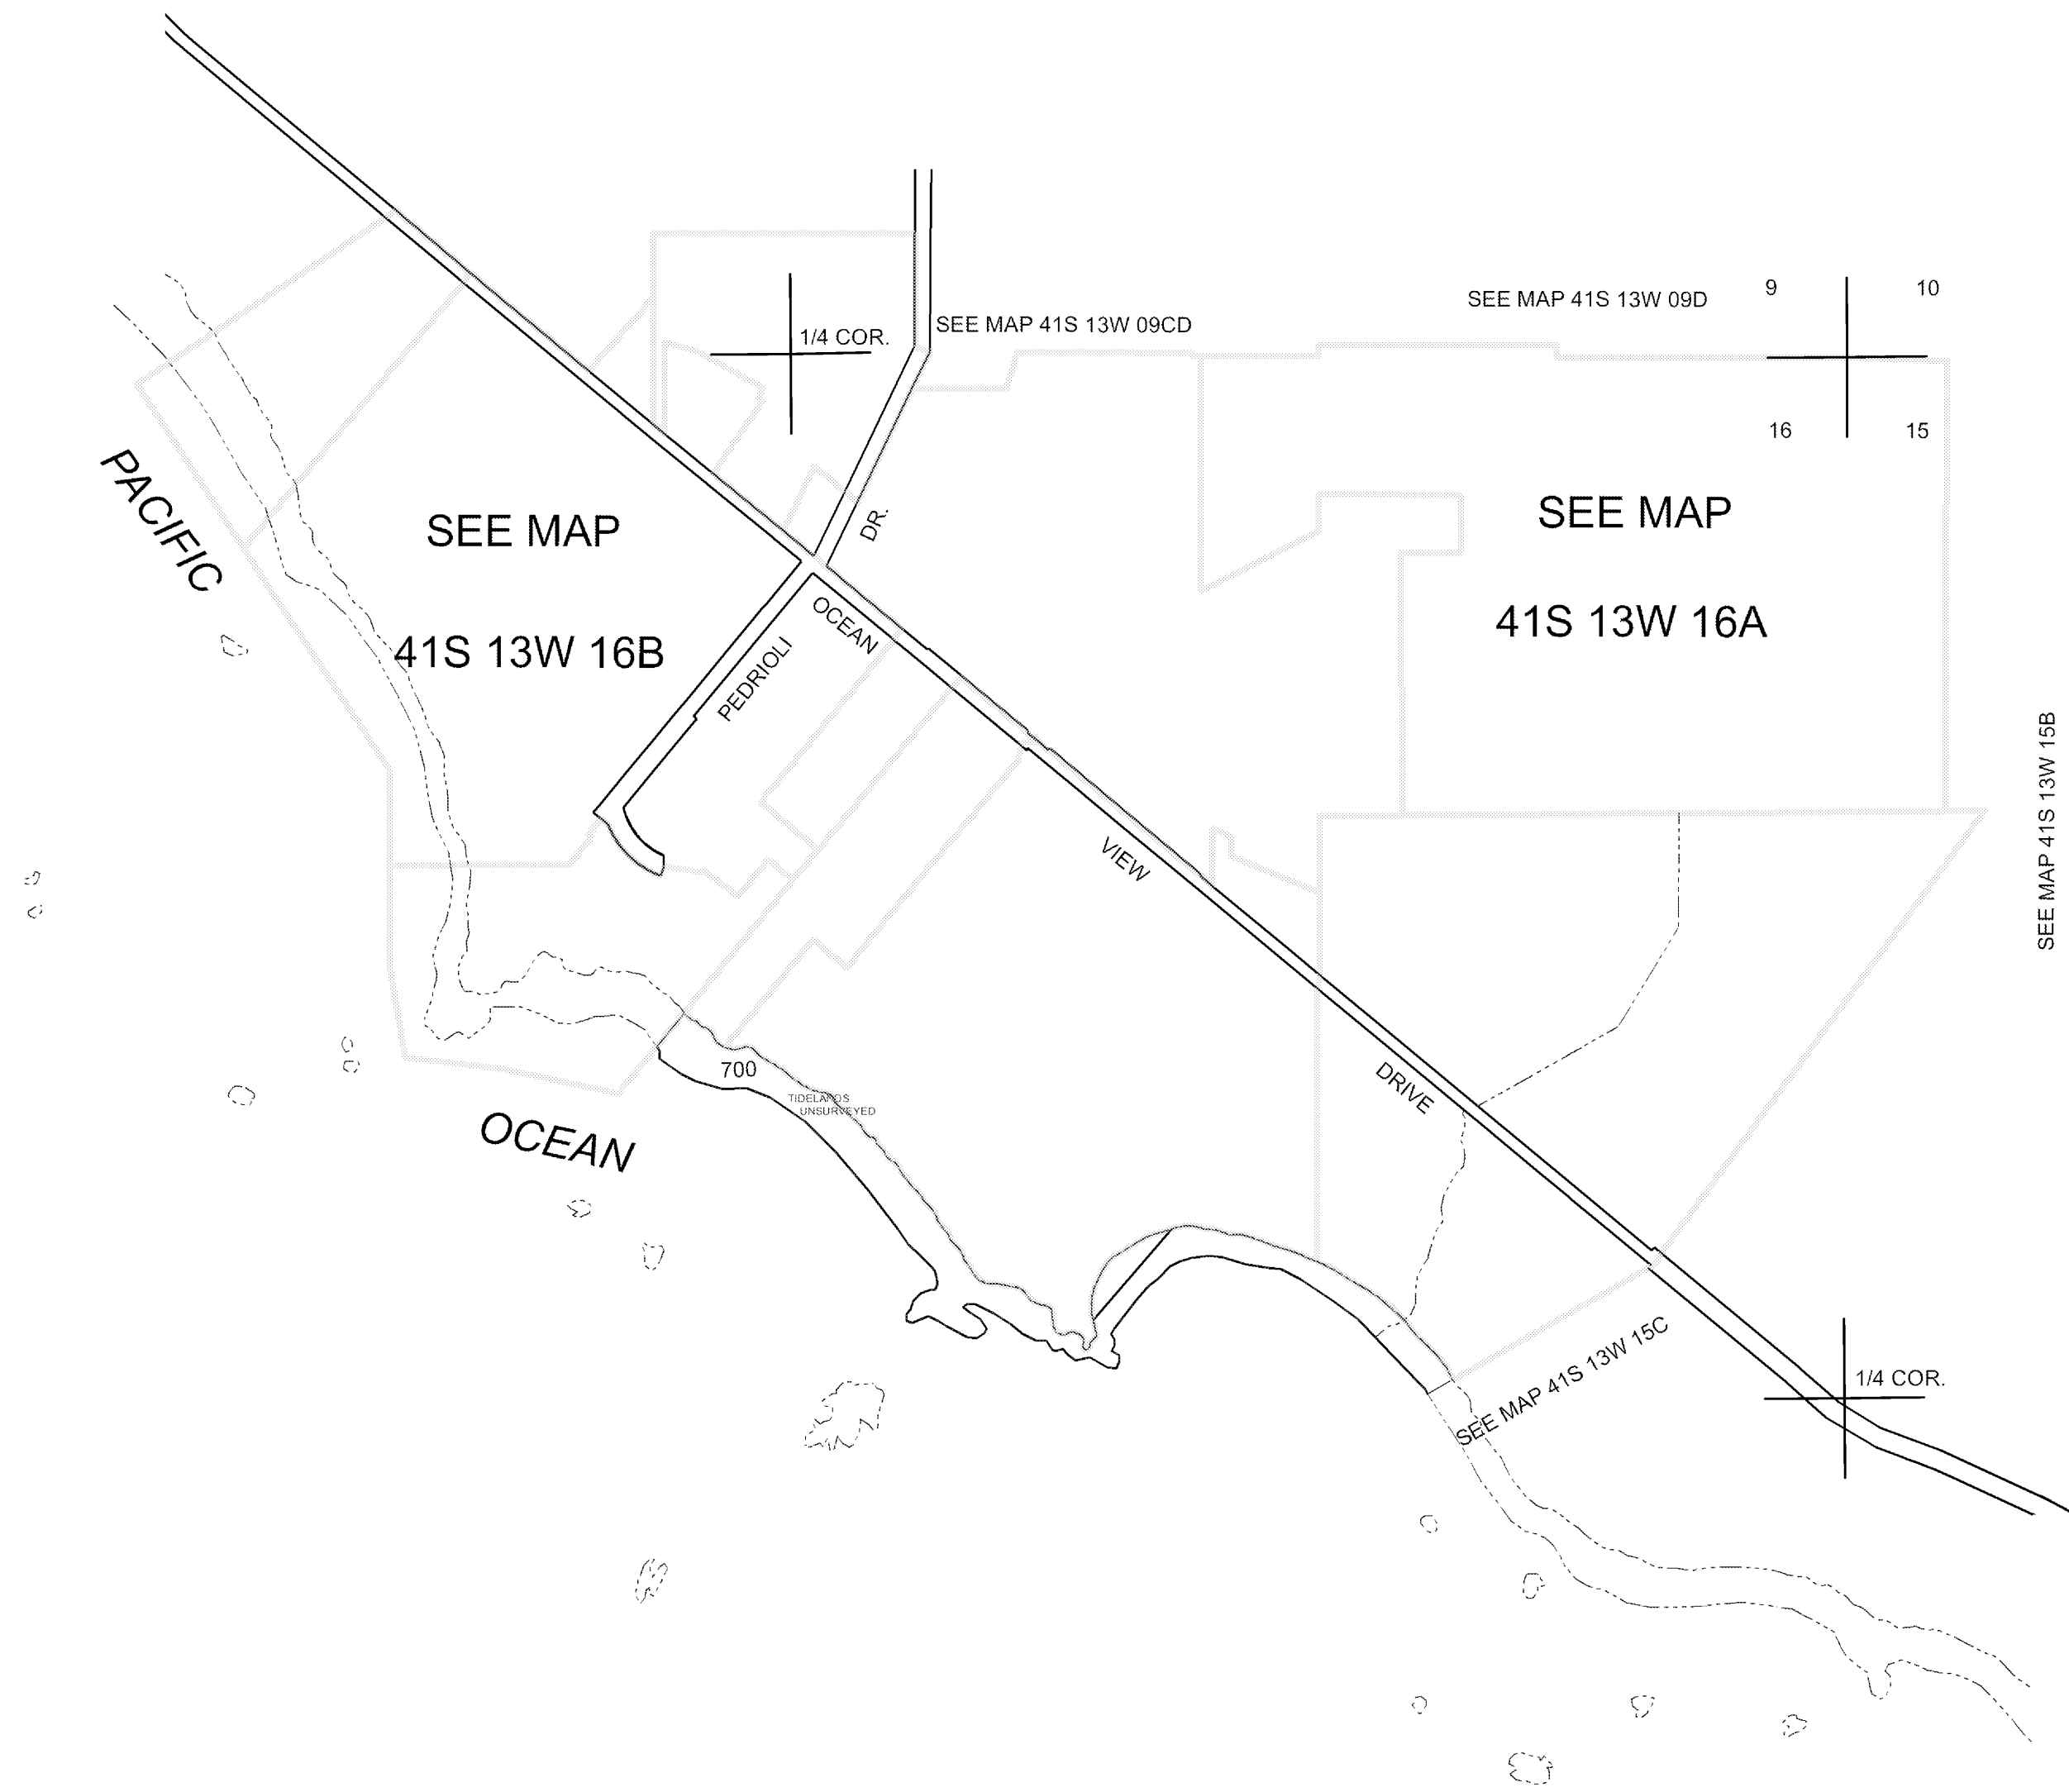 9
10
SEE MAP 41S 13W 09D
SEE MAP 41S 13W 09CD
1/4 COR.
16
15
PACIFIC
SEE MAP
41S 13W 16B
SEE MAP
41S 13W 16A
DR.
PEDRIOLI
OCEAN
VIEW
DRIVE
SEE MAP 41S 13W 15B
700
TIDELANDS
UNSURVEYED
OCEAN
SEE MAP 41S 13W 15C
1/4 COR.